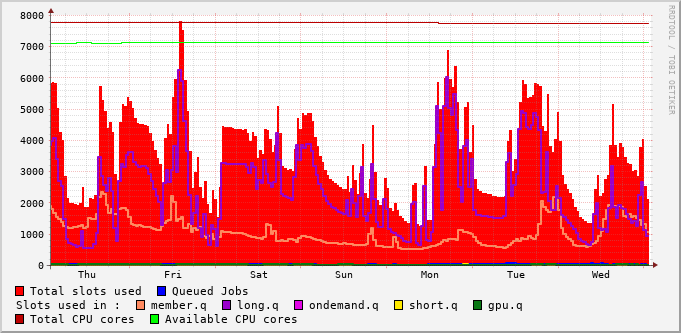 8000
7000
6000
5000
4000
3000
2000
1000
0
Thu Fri Sat Sun Mon Tue Wed
RRDTOOL / TOBI OETIKER
Total slots used Queued Jobs
Slots used in : member.q long.q ondemand.q short.q gpu.q
Total CPU cores Available CPU cores